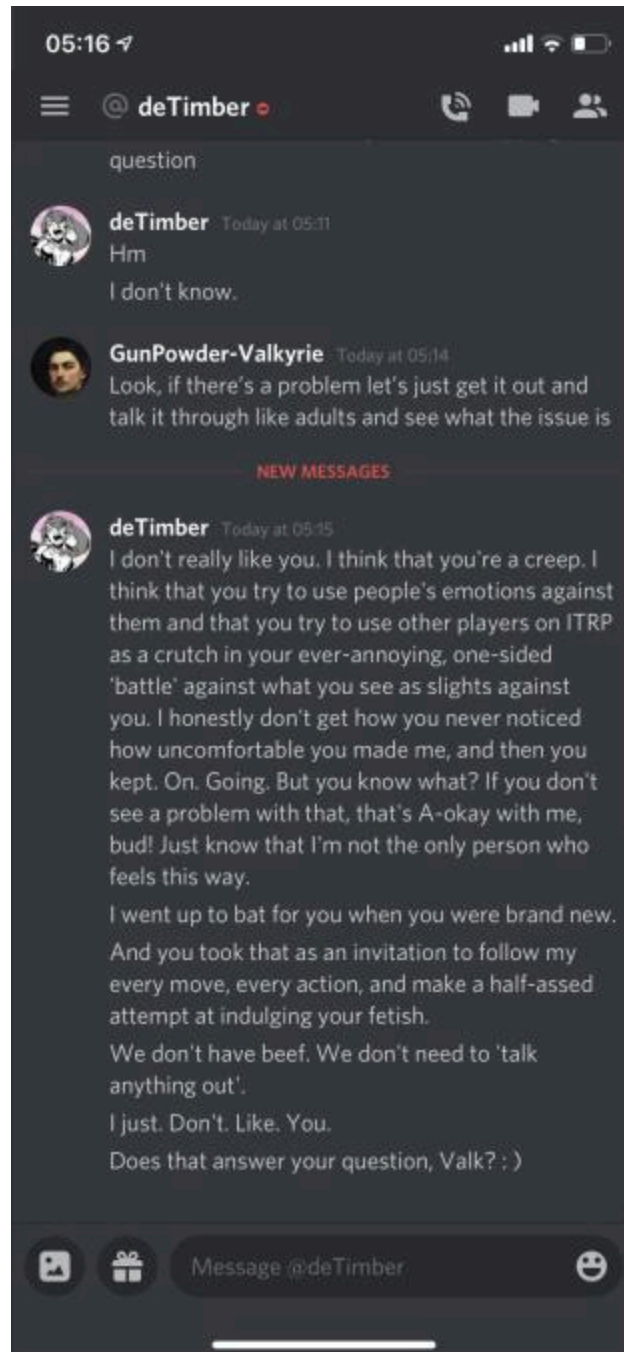 05:16
@ deTimber
question
deTimber Today at 05:11
Hm
I don't know.
GunPowder-Valkyrie Today at 05:14
Look, if there's a problem let's just get it out and
talk it through like adults and see what the issue is
NEW MESSAGES
deTimber Today at 05:15
I don't really like you. I think that you're a creep. I
think that you try to use people's emotions against
them and that you try to use other players on ITRP
as a crutch in your ever-annoying, one-sided
'battle' against what you see as slights against
you. I honestly don't get how you never noticed
how uncomfortable you made me, and then you
kept. On. Going. But you know what? If you don't
see a problem with that, that's A-okay with me,
bud! Just know that I'm not the only person who
feels this way.
I went up to bat for you when you were brand new.
And you took that as an invitation to follow my
every move, every action, and make a half-assed
attempt at indulging your fetish.
We don't have beef. We don't need to 'talk
anything out'.
I just. Don't. Like. You.
Does that answer your question, Valk? : )
Message @deTimber